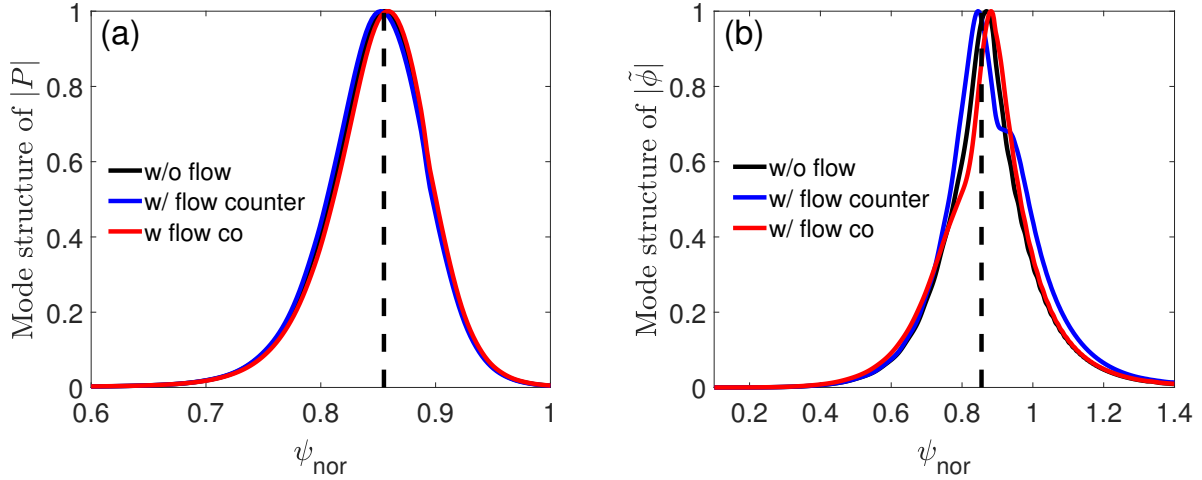 (a)
Mode structure of |P|
1
0.8
0.6
0.4
0.2
0
w/o flow
w/ flow counter
w flow co
0.6 0.7 0.8 0.9 1
ψnor
(b)
Mode structure of |ϕ̃|
1
0.8
0.6
0.4
0.2
0
w/o flow
w/ flow counter
w/ flow co
0.2 0.4 0.6 0.8 1 1.2 1.4
ψnor